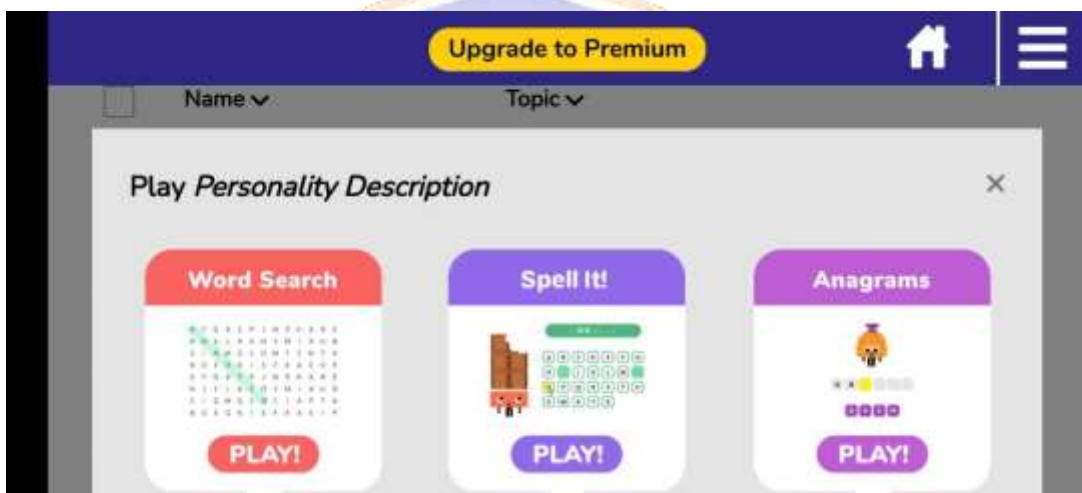 Upgrade to Premium
Name
Topic
Play Personality Description
Word Search
Spell It!
Anagrams
PLAY!
PLAY!
PLAY!